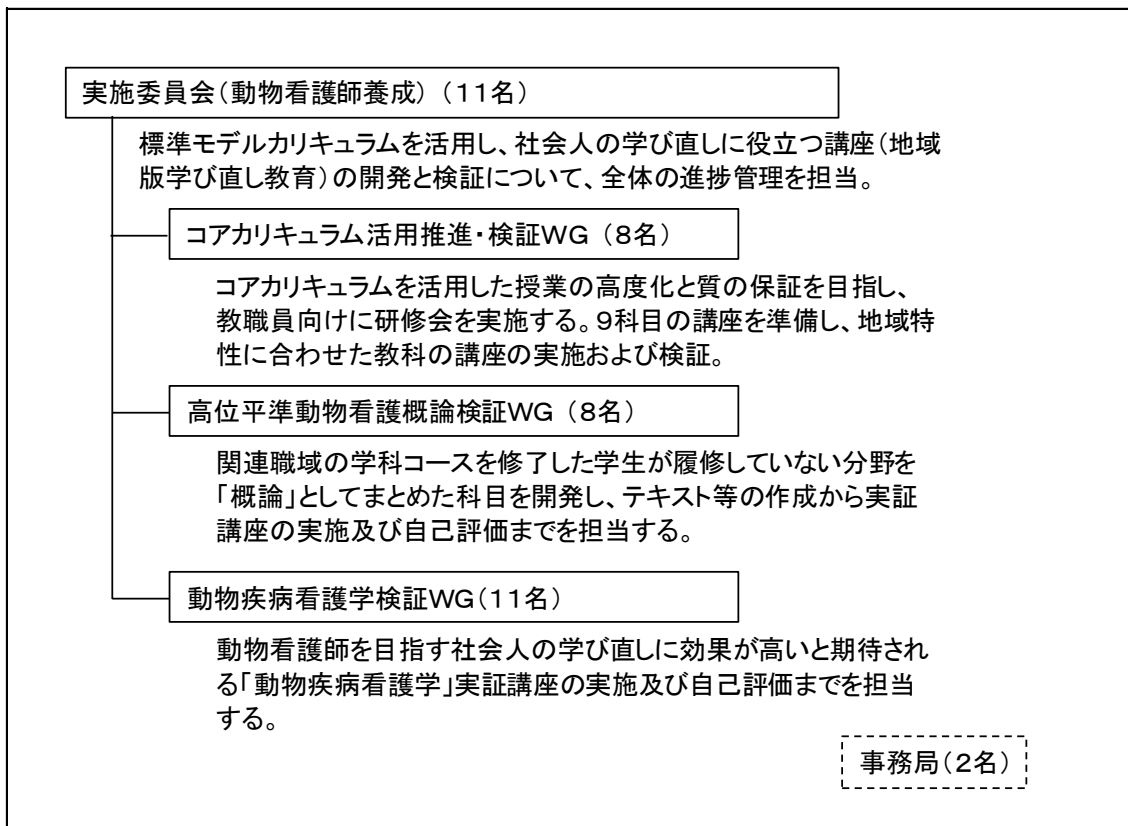 実施委員会（動物看護師養成）（１１名）
標準モデルカリキュラムを活用し、社会人の学び直しに役立つ講座（地域
版学び直し教育）の開発と検証について、全体の進捗管理を担当。
コアカリキュラム活用推進・検証ＷＧ（８名）
コアカリキュラムを活用した授業の高度化と質の保証を目指し、
教職員向けに研修会を実施する。９科目の講座を準備し、地域特
性に合わせた教科の講座の実施および検証。
高位平準動物看護概論検証ＷＧ（８名）
関連職域の学科コースを修了した学生が履修していない分野を
「概論」としてまとめた科目を開発し、テキスト等の作成から実証
講座の実施及び自己評価までを担当する。
動物疾病看護学検証ＷＧ（１１名）
動物看護師を目指す社会人の学び直しに効果が高いと期待され
る「動物疾病看護学」実証講座の実施及び自己評価までを担当
する。
事務局（２名）